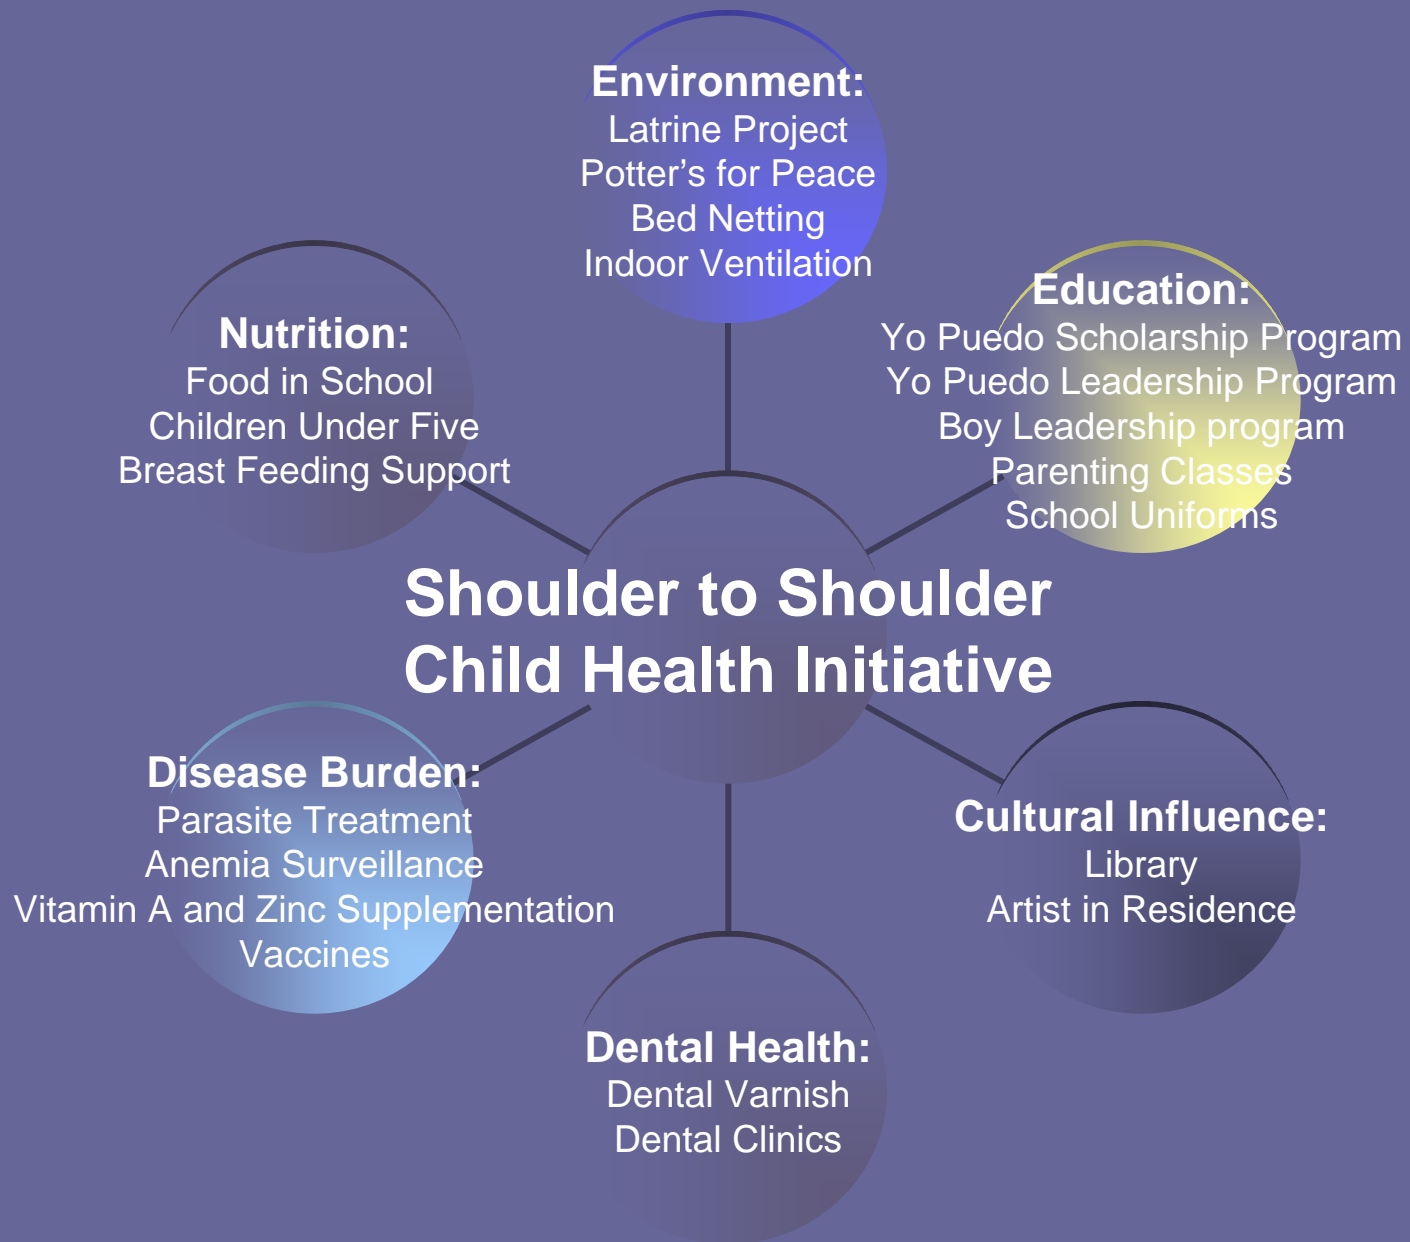 Environment:
Latrine Project
Potter's for Peace
Bed Netting
Indoor Ventilation
Nutrition:
Food in School
Children Under Five
Breast Feeding Support
Education:
Yo Puedo Scholarship Program
Yo Puedo Leadership Program
Boy Leadership program
Parenting Classes
School Uniforms
Shoulder to Shoulder
Child Health Initiative
Disease Burden:
Parasite Treatment
Anemia Surveillance
Vitamin A and Zinc Supplementation
Vaccines
Cultural Influence:
Library
Artist in Residence
Dental Health:
Dental Varnish
Dental Clinics